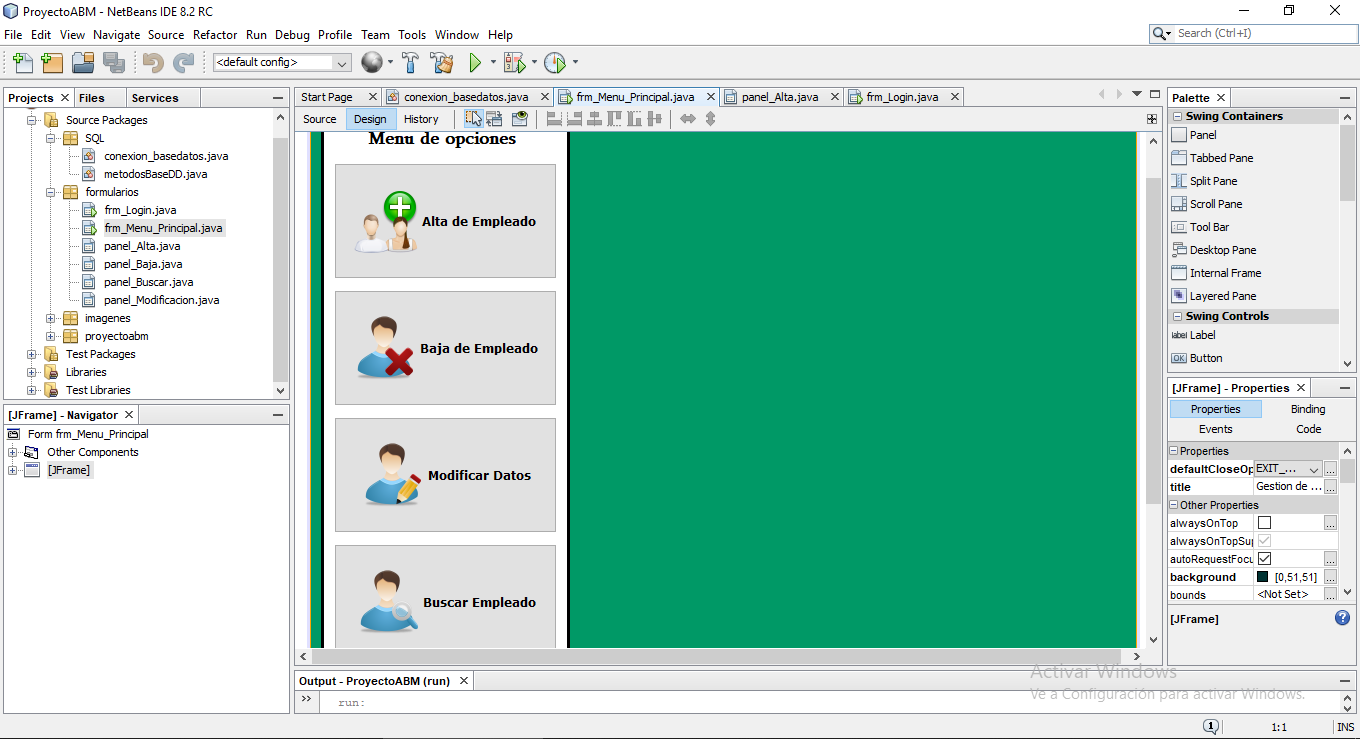 ProyectoABM - NetBeans IDE 8.2 RC
File Edit View Navigate Source Refactor Run Debug Profile Team Tools Window Help
Search (Ctrl+I)
<default config>
Projects Files Services
Source Packages
SQL
conexion_basedatos.java
metodosBaseDD.java
formularios
frm_Login.java
frm_Menu_Principal.java
panel_Alta.java
panel_Baja.java
panel_Buscar.java
panel_Modificacion.java
imagenes
proyectoabm
Test Packages
Libraries
Test Libraries
[JFrame] - Navigator
Form frm_Menu_Principal
Other Components
[JFrame]
Start Page conexion_basedatos.java frm_Menu_Principal.java panel_Alta.java frm_Login.java
Source Design History
Menu de opciones
Alta de Empleado
Baja de Empleado
Modificar Datos
Buscar Empleado
Palette
Swing Containers
Panel
Tabbed Pane
Split Pane
Scroll Pane
Tool Bar
Desktop Pane
Internal Frame
Layered Pane
Swing Controls
label Label
OK Button
[JFrame] - Properties
Properties Binding
Events Code
Properties
defaultCloseOp EXIT_... ...
title Gestion de ... ...
Other Properties
alwaysOnTop ...
alwaysOnTopSup
autoRequestFocu ...
background [0,51,51] ...
bounds <Not Set> ...
[JFrame]
Output - ProyectoABM (run)
run:
Activar Windows
Ve a Configuración para activar Windows.
1
1:1 INS